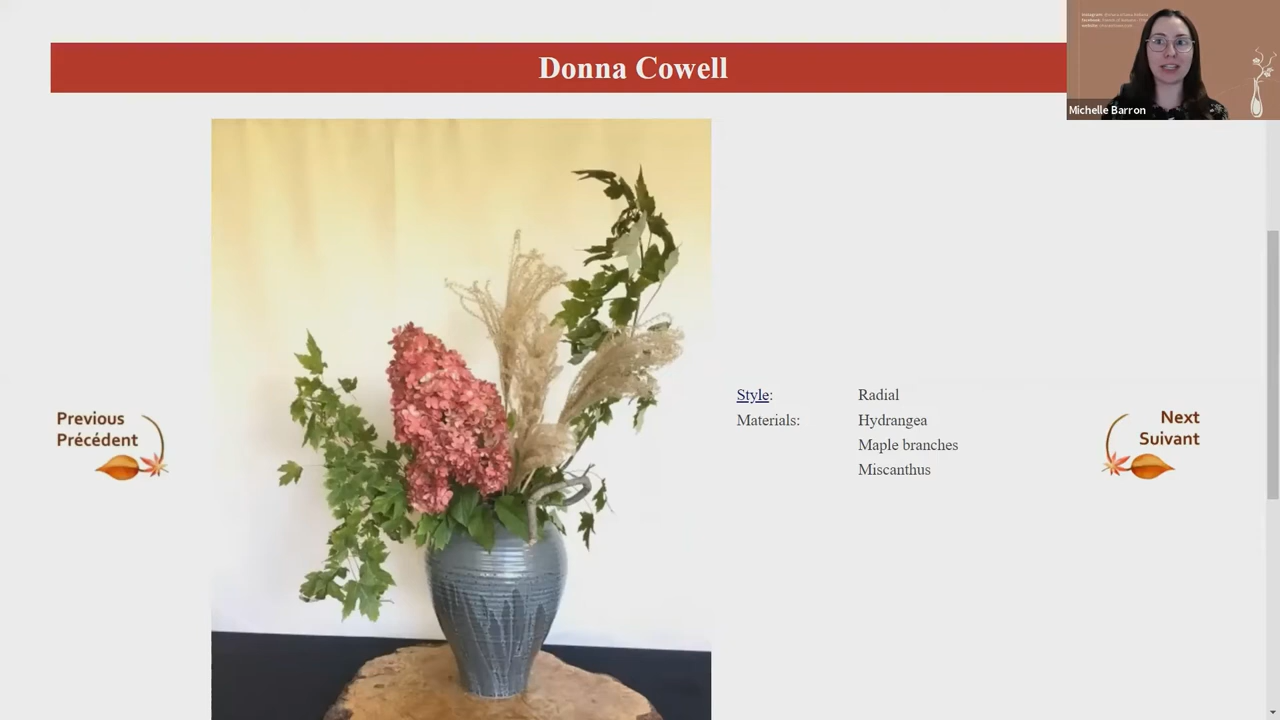 Donna Cowell
Michelle Barron
Style: Radial
Materials: Hydrangea
Maple branches
Miscanthus
Previous
Précédent
Next
Suivant